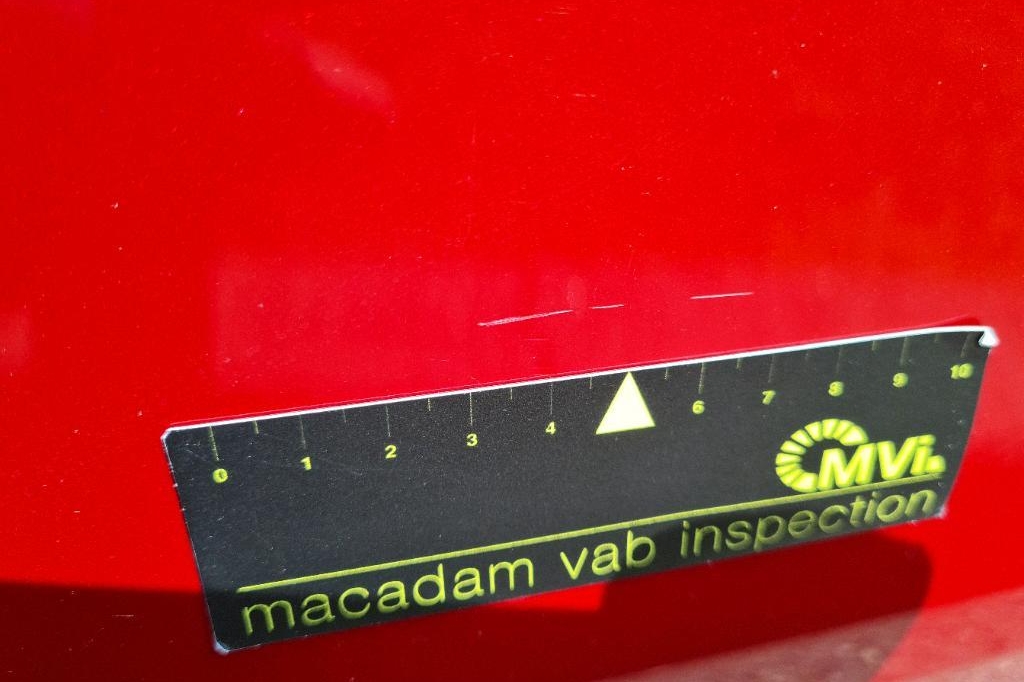 0 1 2 3 4 6 7 8 9 10
MVi.
macadam vab inspection